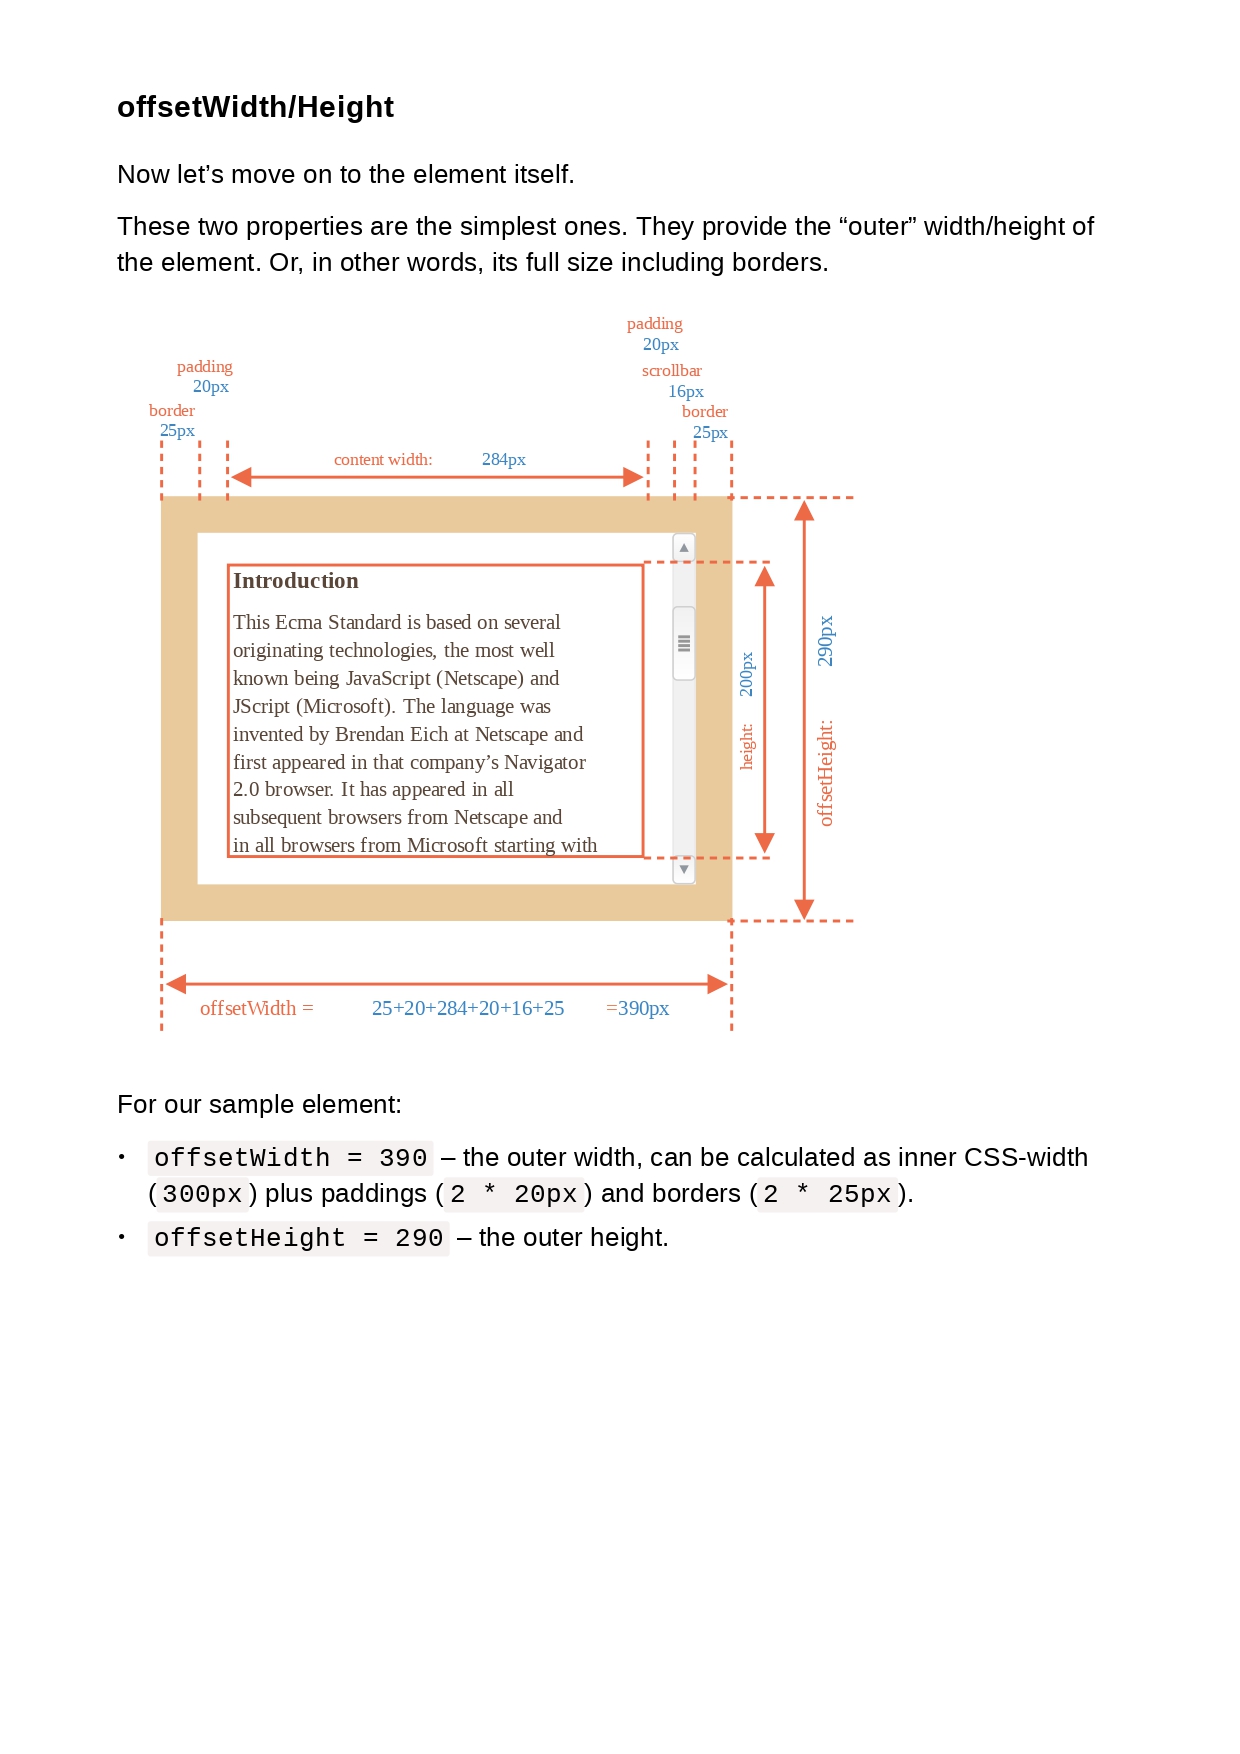 offsetWidth/Height
Now let’s move on to the element itself.
These two properties are the simplest ones. They provide the “outer” width/height of
the element. Or, in other words, its full size including borders.
padding
20px
scrollbar
16px
border
25px
padding
20px
border
25px
content width: 284px
Introduction
This Ecma Standard is based on several
originating technologies, the most well
known being JavaScript (Netscape) and
JScript (Microsoft). The language was
invented by Brendan Eich at Netscape and
first appeared in that company’s Navigator
2.0 browser. It has appeared in all
subsequent browsers from Netscape and
in all browsers from Microsoft starting with
height: 200px
offsetHeight: 290px
offsetWidth = 25+20+284+20+16+25 =390px
For our sample element:
• offsetWidth = 390 – the outer width, can be calculated as inner CSS-width
(300px) plus paddings (2 * 20px) and borders (2 * 25px).
• offsetHeight = 290 – the outer height.